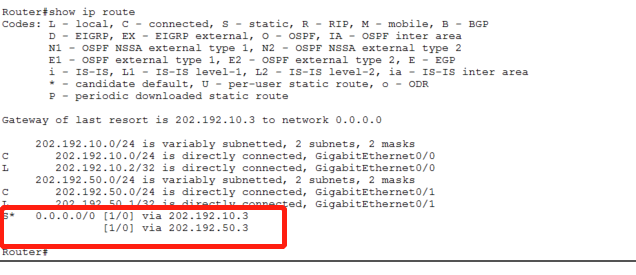 Router#show ip route
Codes: L - local, C - connected, S - static, R - RIP, M - mobile, B - BGP
D - EIGRP, EX - EIGRP external, O - OSPF, IA - OSPF inter area
N1 - OSPF NSSA external type 1, N2 - OSPF NSSA external type 2
E1 - OSPF external type 1, E2 - OSPF external type 2, E - EGP
i - IS-IS, L1 - IS-IS level-1, L2 - IS-IS level-2, ia - IS-IS inter area
* - candidate default, U - per-user static route, o - ODR
P - periodic downloaded static route
Gateway of last resort is 202.192.10.3 to network 0.0.0.0
202.192.10.0/24 is variably subnetted, 2 subnets, 2 masks
C 202.192.10.0/24 is directly connected, GigabitEthernet0/0
L 202.192.10.2/32 is directly connected, GigabitEthernet0/0
202.192.50.0/24 is variably subnetted, 2 subnets, 2 masks
C 202.192.50.0/24 is directly connected, GigabitEthernet0/1
L 202.192.50.1/32 is directly connected, GigabitEthernet0/1
S* 0.0.0.0/0 [1/0] via 202.192.10.3
[1/0] via 202.192.50.3
Router#